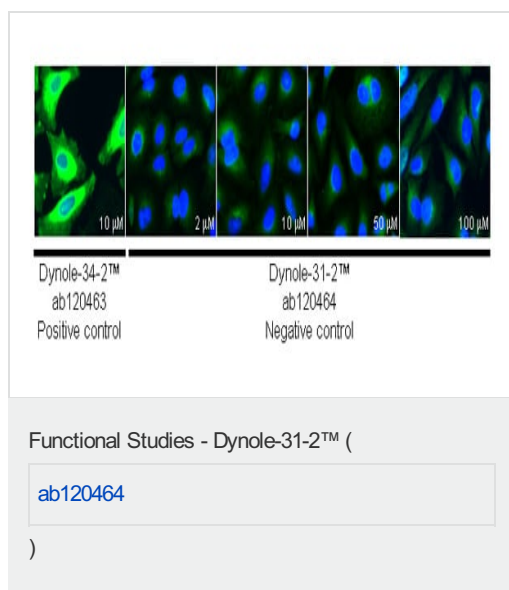 10 µM
2 µM
10 µM
50 µM
100 µM
Dynole-34-2™
ab120463
Positive control
Dynole-31-2™
ab120464
Negative control
Functional Studies - Dynole-31-2™ (
ab120464
)